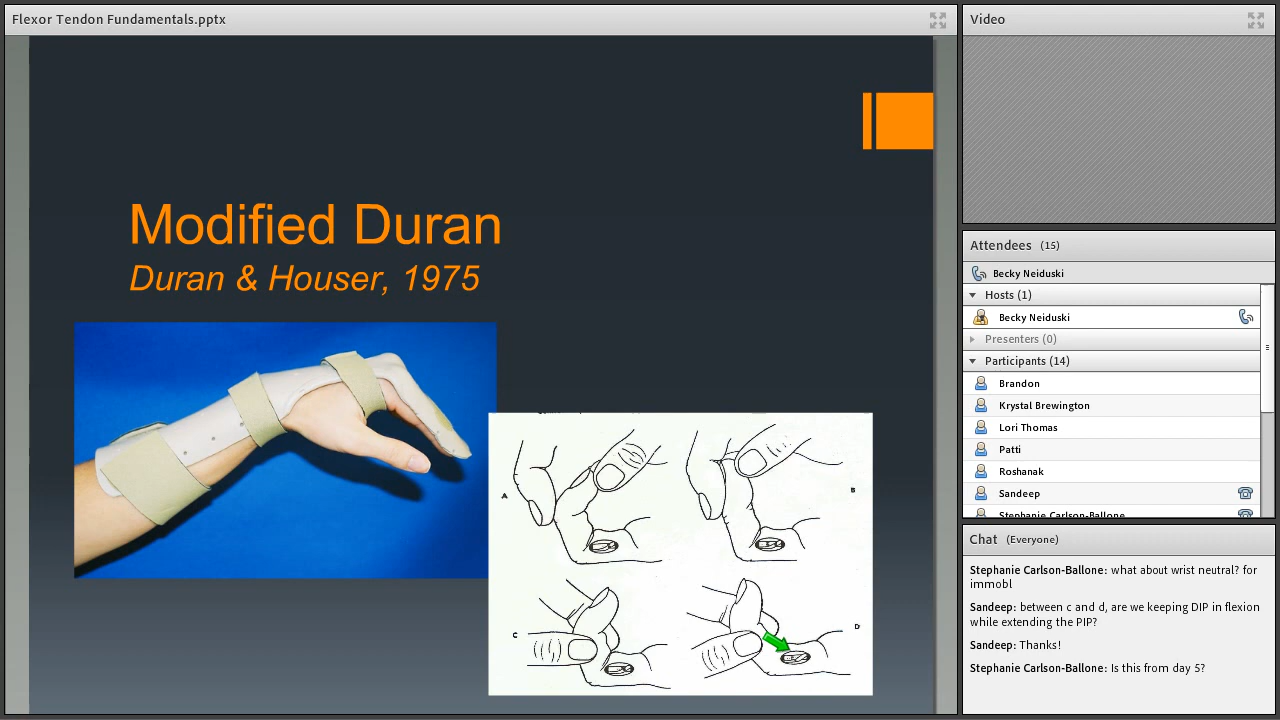 Flexor Tendon Fundamentals.pptx
Modified Duran
Duran & Houser, 1975
A
B
C
D
Video
Attendees (15)
Becky Neiduski
Hosts (1)
Becky Neiduski
Presenters (0)
Participants (14)
Brandon
Krystal Brewington
Lori Thomas
Patti
Roshanak
Sandeep
Stephanie Carlson-Ballone
Chat (Everyone)
Stephanie Carlson-Ballone: what about wrist neutral? for
immobl
Sandeep: between c and d, are we keeping DIP in flexion
while extending the PIP?
Sandeep: Thanks!
Stephanie Carlson-Ballone: Is this from day 5?